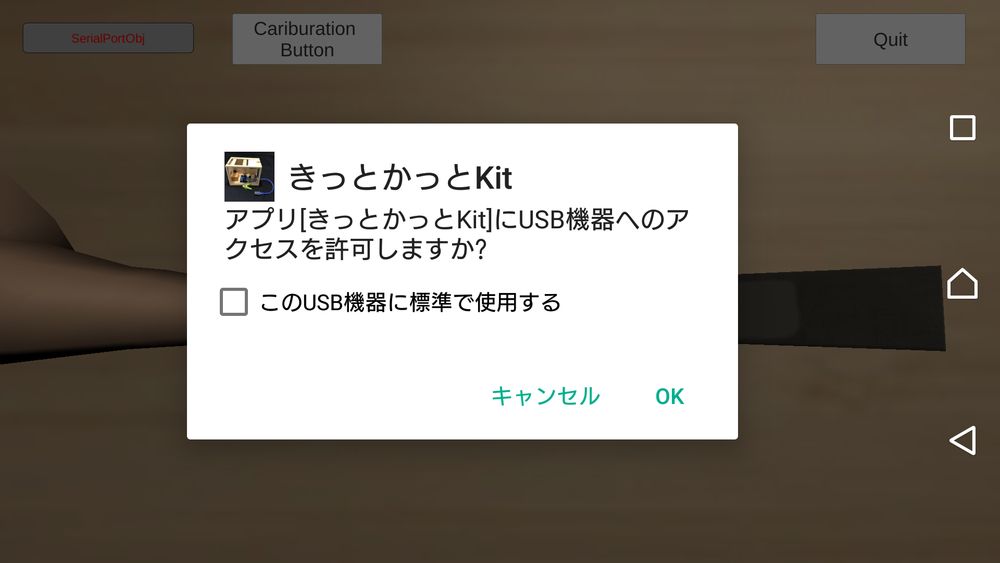 SerialPortObj
Cariburation
Button
Quit
きっとかっとKit
アプリ[きっとかっとKit]にUSB機器へのア
クセスを許可しますか?
このUSB機器に標準で使用する
キャンセル
OK